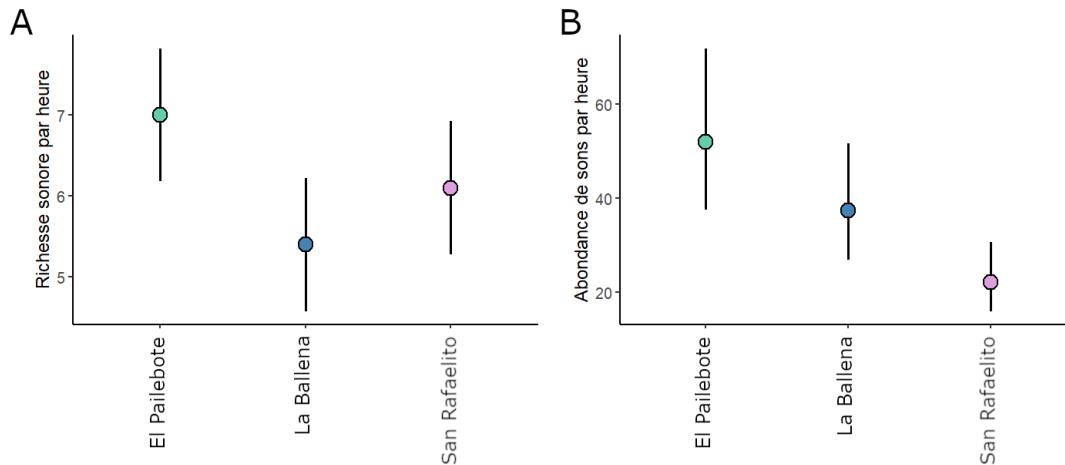 A
Richesse sonore par heure
7
6
5
El Pailebote
La Ballena
San Rafaelito
B
Abondance de sons par heure
60
40
20
El Pailebote
La Ballena
San Rafaelito